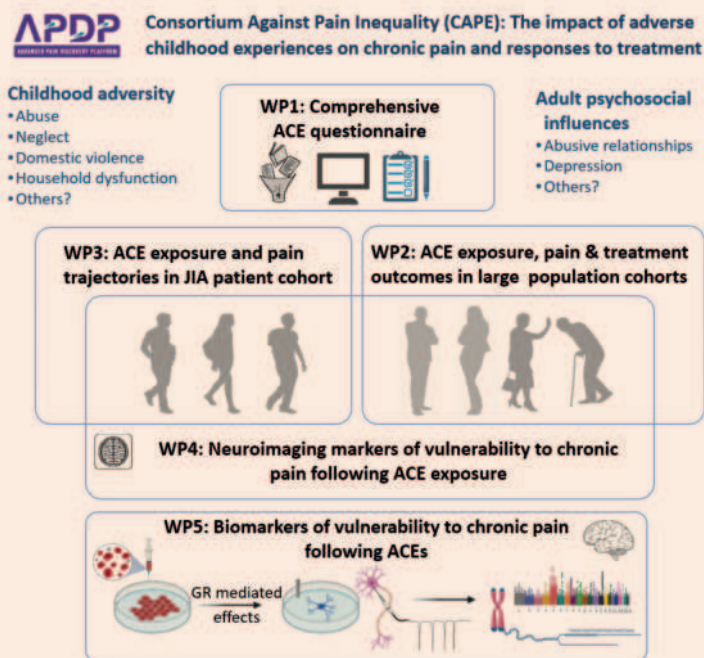 APDP
ADVANCED PAIN DISCOVERY PLATFORM
Consortium Against Pain Inequality (CAPE): The impact of adverse
childhood experiences on chronic pain and responses to treatment
Childhood adversity
•Abuse
•Neglect
•Domestic violence
•Household dysfunction
•Others?
WP1: Comprehensive
ACE questionnaire
Adult psychosocial
influences
•Abusive relationships
•Depression
•Others?
WP3: ACE exposure and pain
trajectories in JIA patient cohort
WP2: ACE exposure, pain & treatment
outcomes in large population cohorts
WP4: Neuroimaging markers of vulnerability to chronic
pain following ACE exposure
WP5: Biomarkers of vulnerability to chronic pain
following ACEs
GR mediated
effects